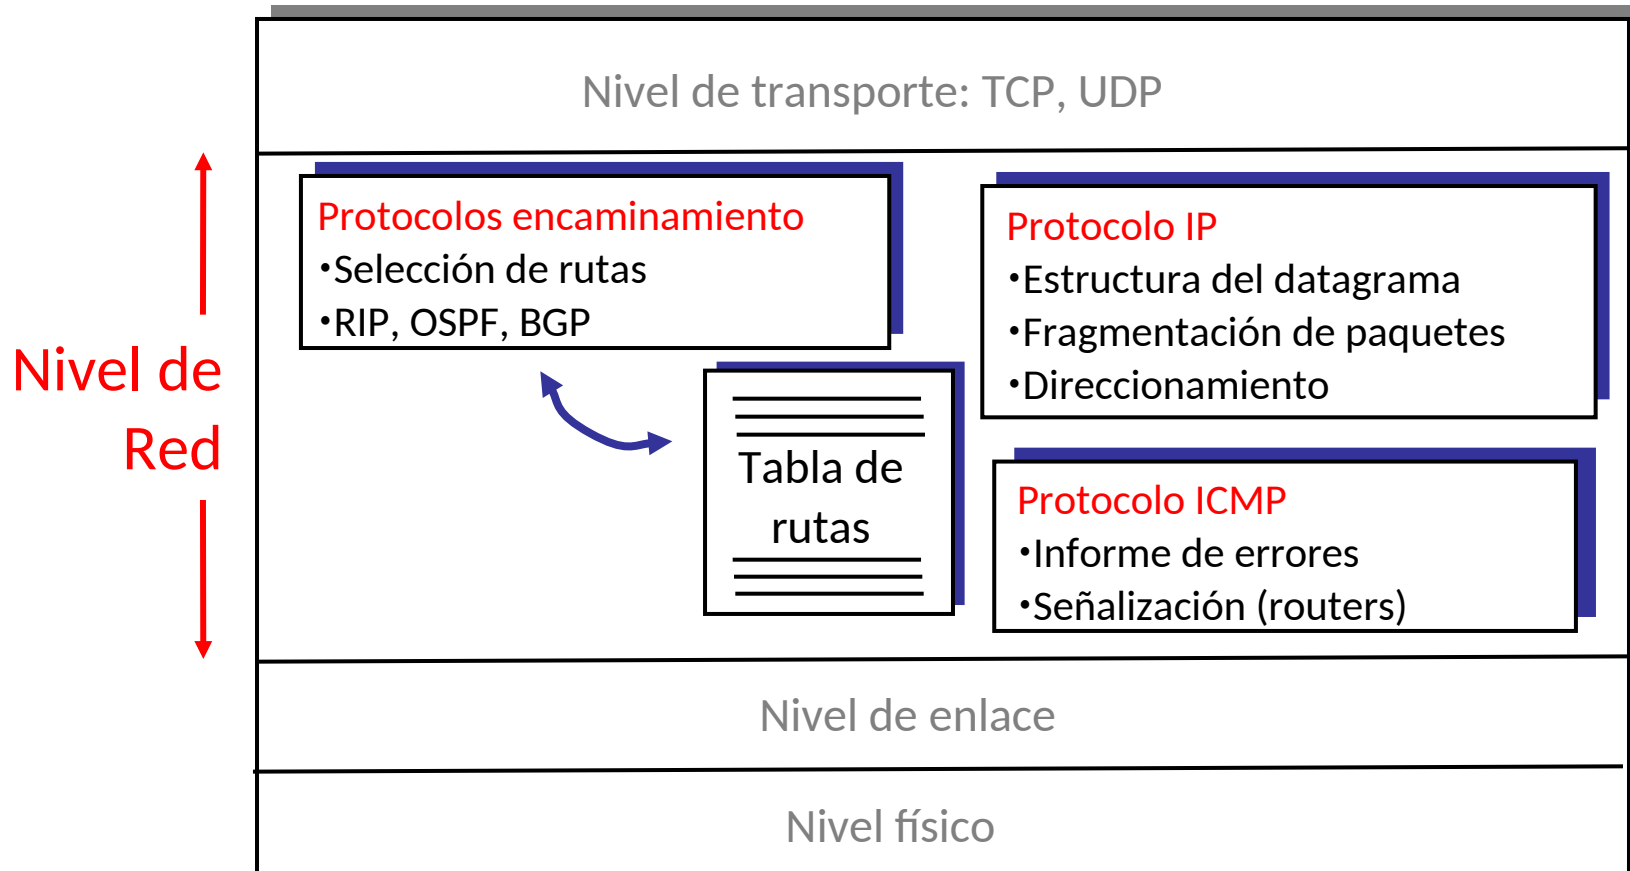 Nivel de transporte: TCP, UDP
Nivel de
Red
Protocolos encaminamiento
•Selección de rutas
•RIP, OSPF, BGP
Tabla de
rutas
Protocolo IP
•Estructura del datagrama
•Fragmentación de paquetes
•Direccionamiento
Protocolo ICMP
•Informe de errores
•Señalización (routers)
Nivel de enlace
Nivel físico